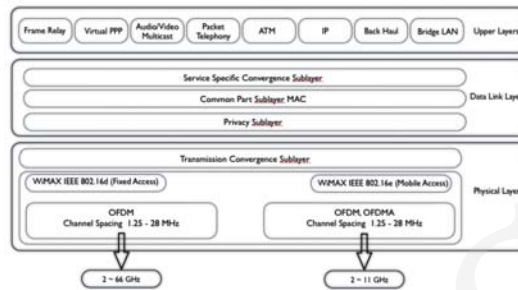 Frame Relay
Virtual PPP
Audio/Video
Multicast
Packet
Telephony
ATM
IP
Back Haul
Bridge LAN
Upper Layers
Service Specific Convergence Sublayer
Common Part Sublayer MAC
Data Link Laye
Privacy Sublayer
Transmission Convergence Sublayer
WiMAX IEEE 802.16d (Fixed Access)
WiMAX IEEE 802.16e (Mobile Access)
Physical Layer
OFDM
Channel Spacing 1.25 - 28 MHz
OFDM, OFDMA
Channel Spacing 1.25 - 28 MHz
2 ~ 66 GHz
2 ~ 11 GHz